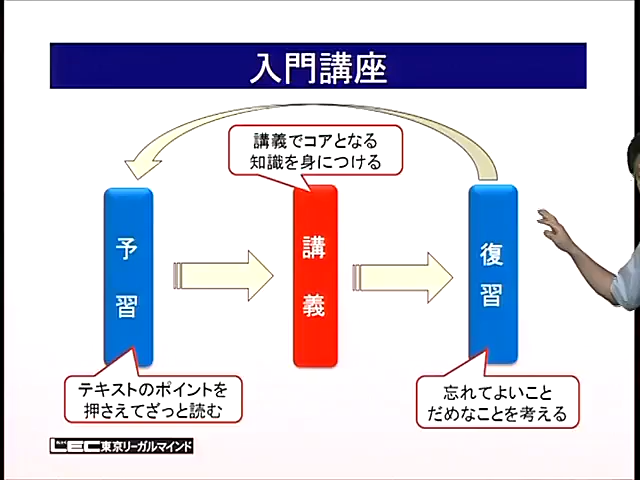 入門講座
講義でコアとなる
知識を身につける
予習
講義
復習
テキストのポイントを
押さえてざっと読む
忘れてよいこと
だめなことを考える
LEC東京リーガルマインド